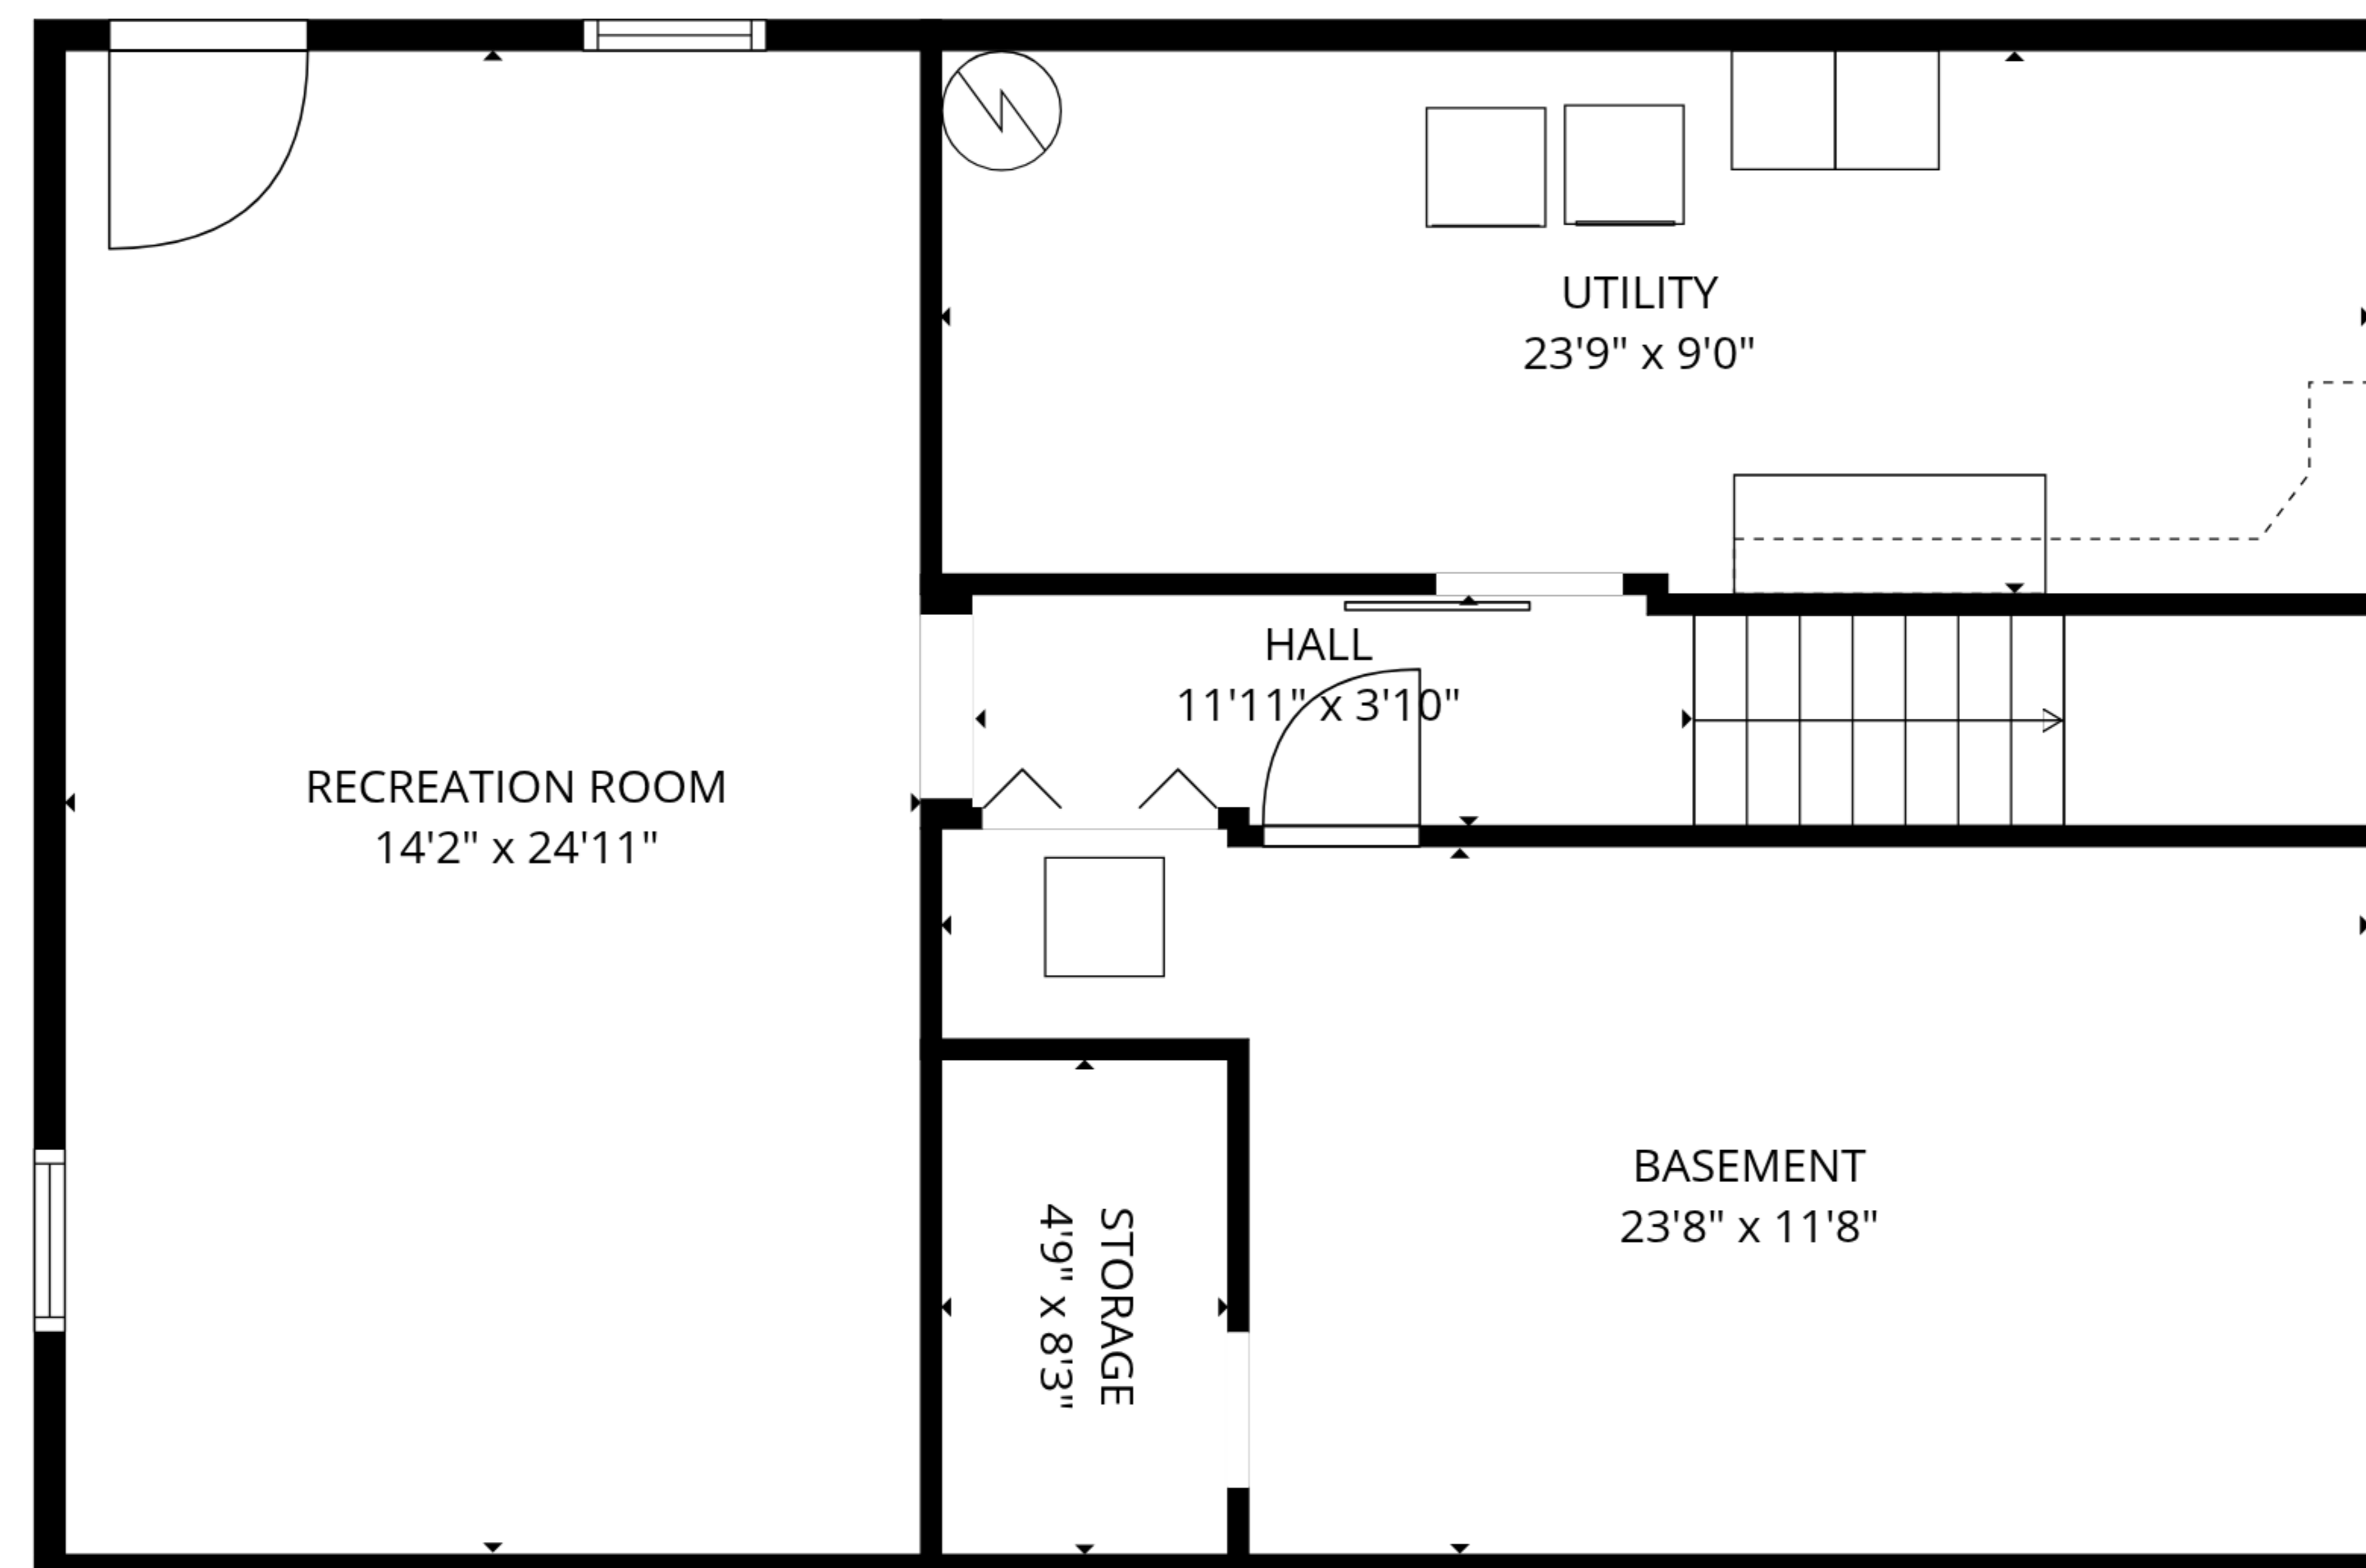 UTILITY
23'9" x 9'0"
HALL
11'11" x 3'10"
RECREATION ROOM
14'2" x 24'11"
BASEMENT
23'8" x 11'8"
STORAGE
4'9" x 8'3"